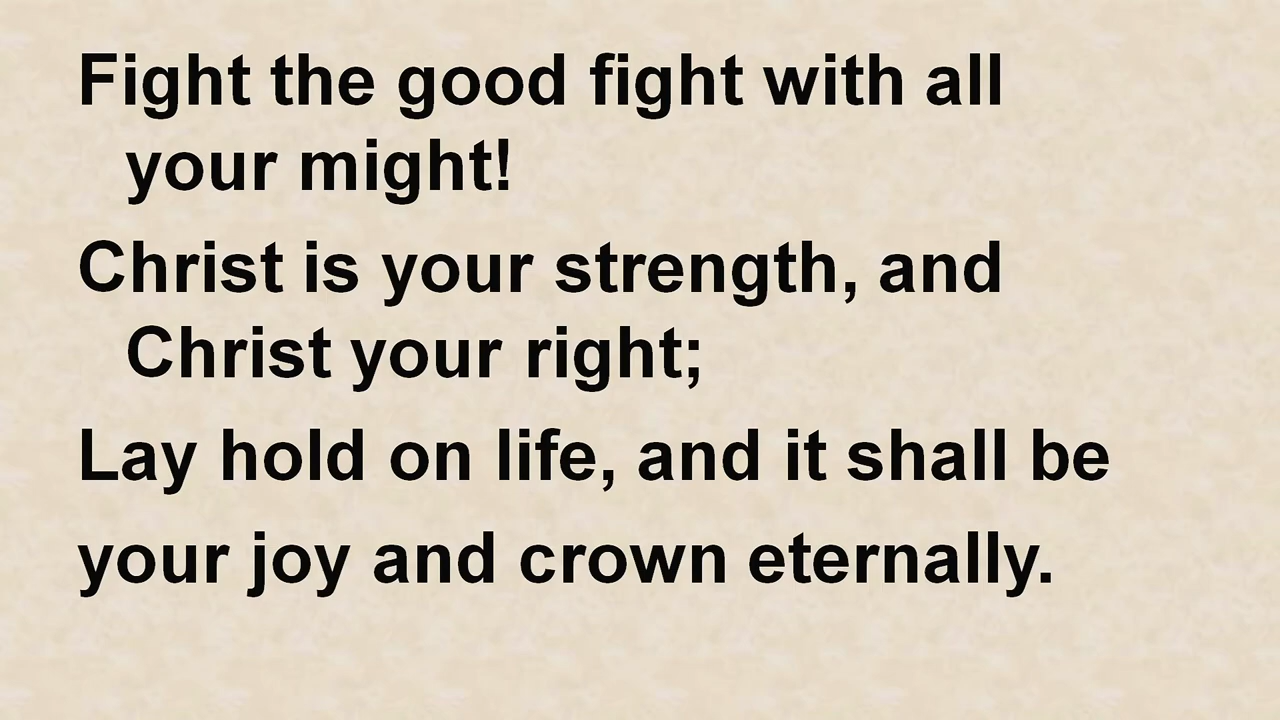 Fight the good fight with all
your might!
Christ is your strength, and
Christ your right;
Lay hold on life, and it shall be
your joy and crown eternally.